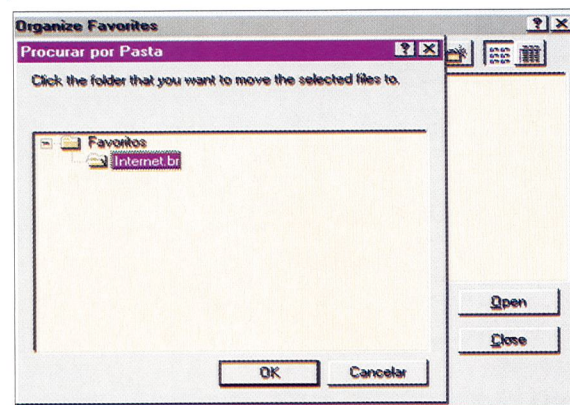 Organize Favorites
Procurar por Pasta
Click the folder that you want to move the selected files to.
Favoritos
Internet.br
Open
Close
OK
Cancelar